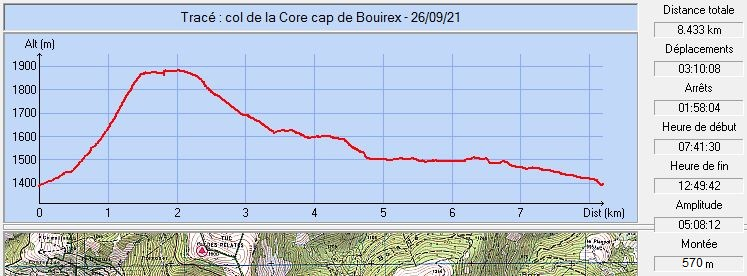 Tracé : col de la Core cap de Bouirex - 26/09/21
Alt (m)
1900
1800
1700
1600
1500
1400
0 1 2 3 4 5 6 7 Dist (km)
Distance totale
8.433 km
Déplacements
03:10:08
Arrêts
01:58:04
Heure de début
07:41:30
Heure de fin
12:49:42
Amplitude
05:08:12
Montée
570 m
TUC
DES PELATS